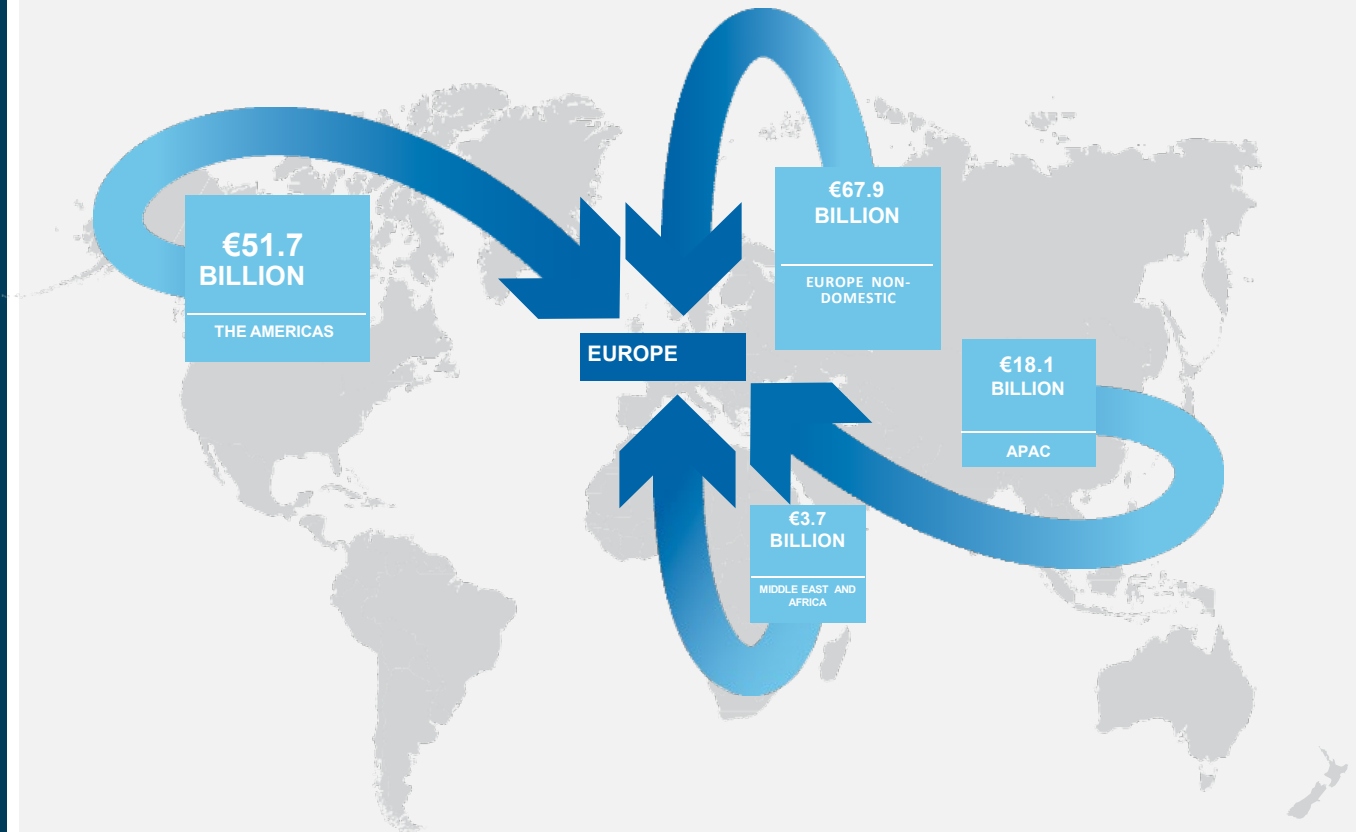 €51.7
BILLION
THE AMERICAS
€67.9
BILLION
EUROPE NON-
DOMESTIC
EUROPE
€18.1
BILLION
APAC
€3.7
BILLION
MIDDLE EAST AND
AFRICA